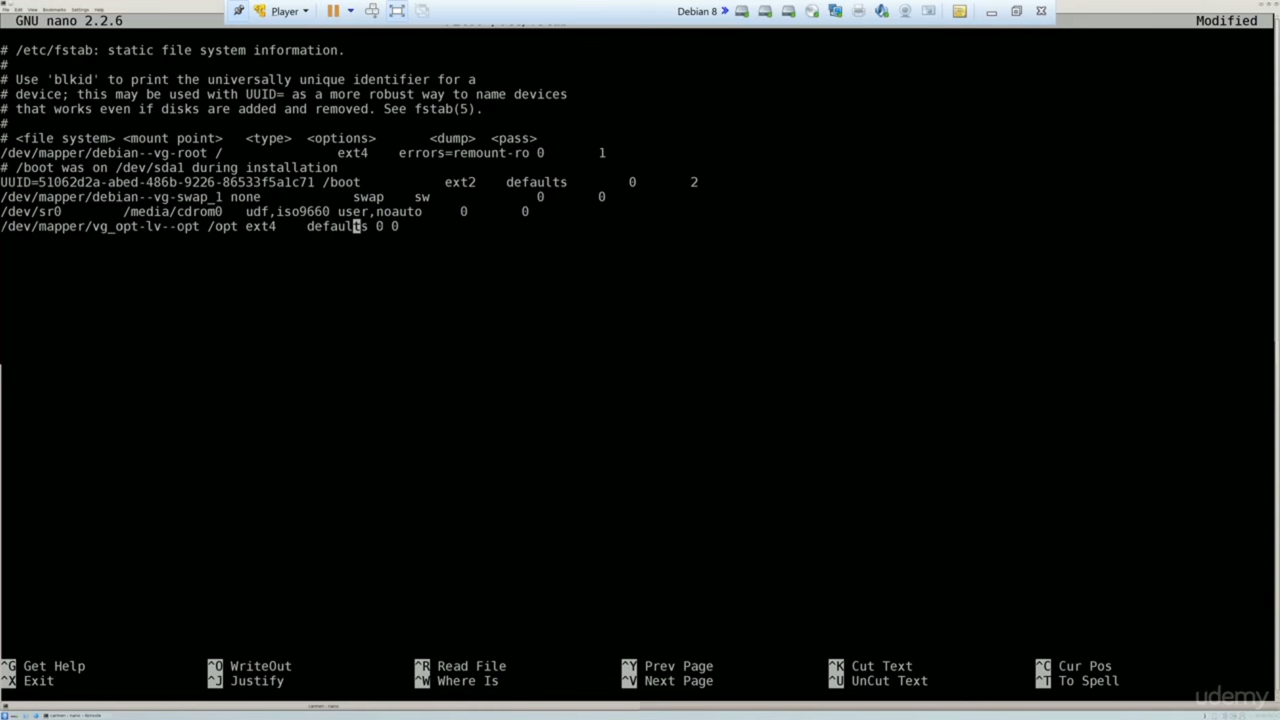 Player
Debian 8
GNU nano 2.2.6
Modified
# /etc/fstab: static file system information.
#
# Use 'blkid' to print the universally unique identifier for a
# device; this may be used with UUID= as a more robust way to name devices
# that works even if disks are added and removed. See fstab(5).
#
# <file system> <mount point>   <type>  <options>       <dump>  <pass>
/dev/mapper/debian--vg-root /               ext4    errors=remount-ro 0       1
# /boot was on /dev/sda1 during installation
UUID=51062d2a-abed-486b-9226-86533f5a1c71 /boot           ext2    defaults        0       2
/dev/mapper/debian--vg-swap_1 none            swap    sw              0       0
/dev/sr0        /media/cdrom0   udf,iso9660 user,noauto     0       0
/dev/mapper/vg_opt-lv--opt /opt ext4    defaults 0 0
^G Get Help
^O WriteOut
^R Read File
^Y Prev Page
^K Cut Text
^C Cur Pos
^X Exit
^J Justify
^W Where Is
^V Next Page
^U UnCut Text
^T To Spell
udemy